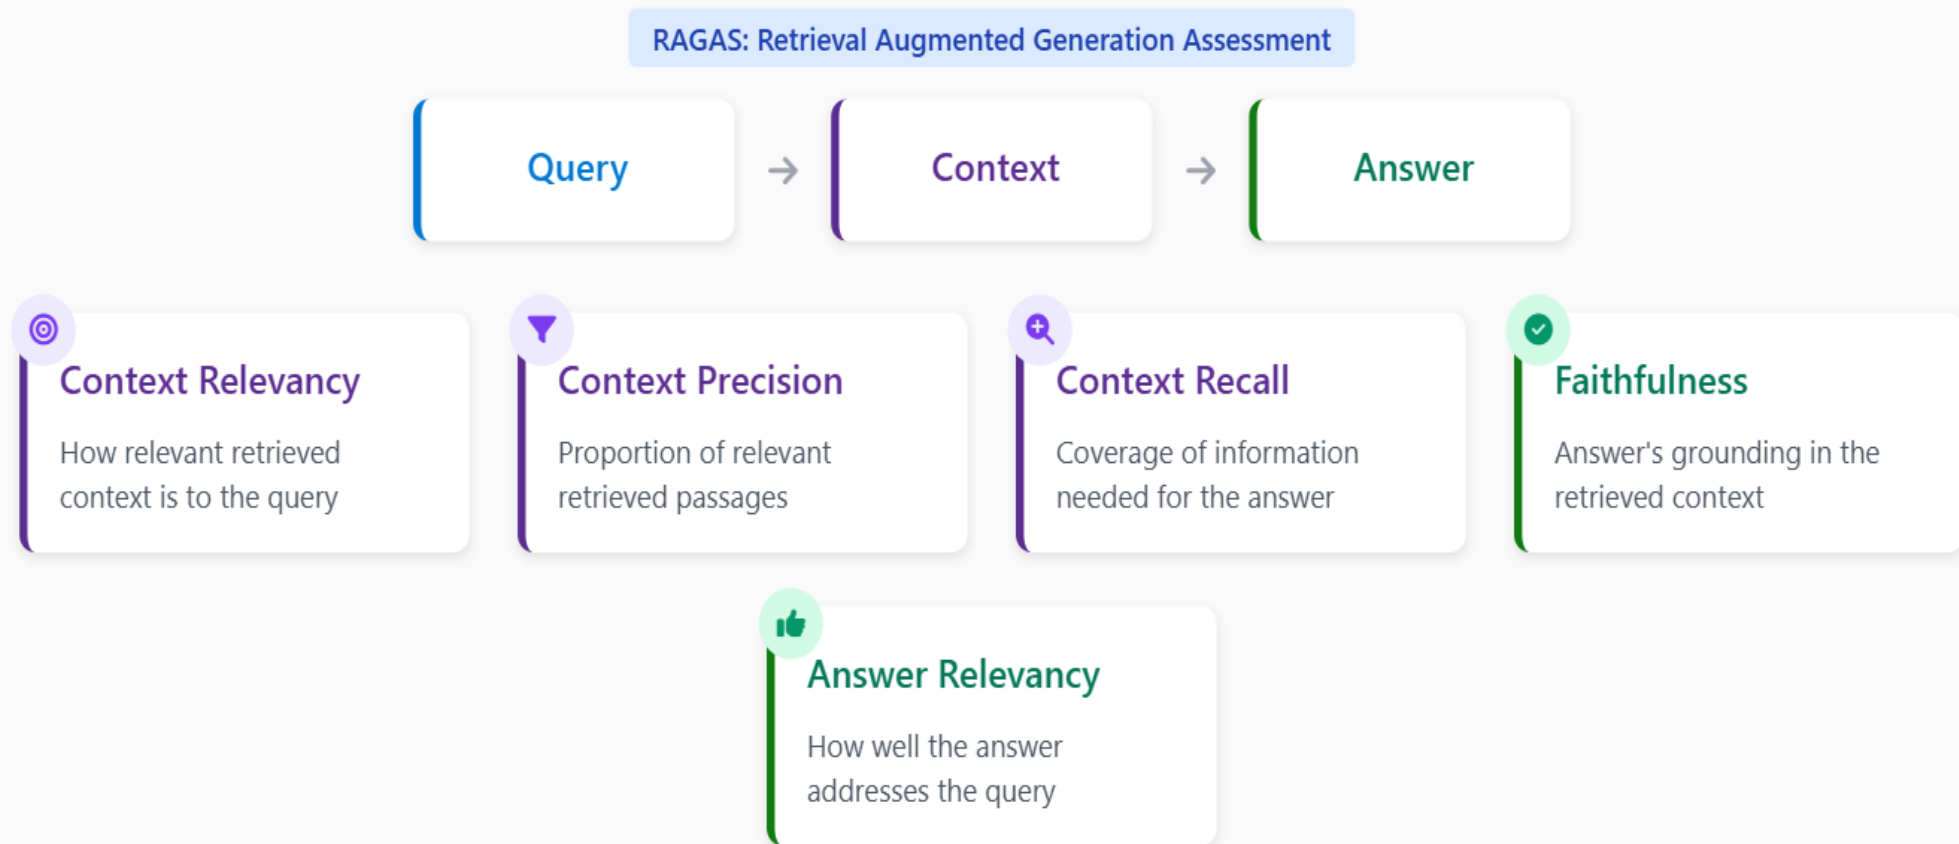 RAGAS: Retrieval Augmented Generation Assessment
Query
Context
Answer
Context Relevancy
How relevant retrieved
context is to the query
Context Precision
Proportion of relevant
retrieved passages
Context Recall
Coverage of information
needed for the answer
Faithfulness
Answer's grounding in the
retrieved context
Answer Relevancy
How well the answer
addresses the query